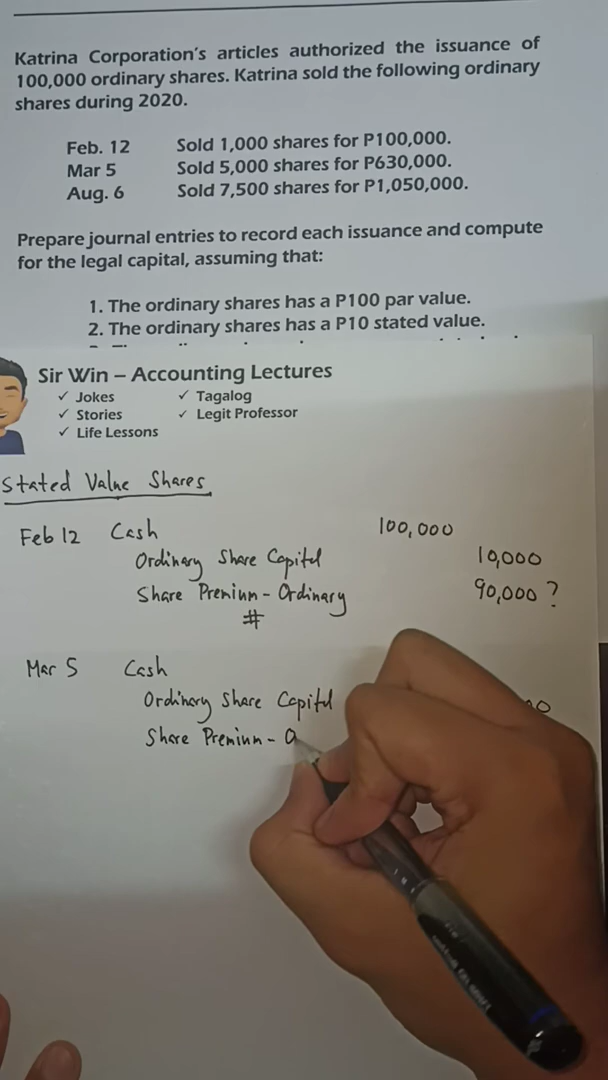 Katrina Corporation's articles authorized the issuance of
100,000 ordinary shares. Katrina sold the following ordinary
shares during 2020.
Feb. 12 Sold 1,000 shares for P100,000.
Mar 5 Sold 5,000 shares for P630,000.
Aug. 6 Sold 7,500 shares for P1,050,000.
Prepare journal entries to record each issuance and compute
for the legal capital, assuming that:
1. The ordinary shares has a P100 par value.
2. The ordinary shares has a P10 stated value.
Sir Win – Accounting Lectures
✓ Jokes ✓ Tagalog
✓ Stories ✓ Legit Professor
✓ Life Lessons
Stated Value Shares
Feb 12 Cash 100,000
Ordinary Share Capital 10,000
Share Premium - Ordinary 90,000 ?
#
Mar 5 Cash
Ordinary Share Capital
Share Premium -